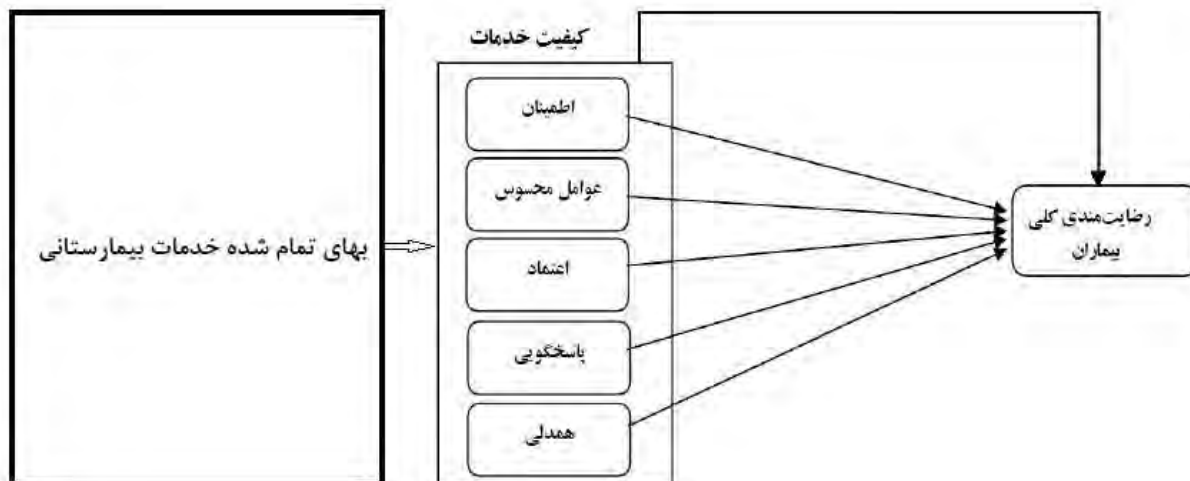 کیفیت خدمات
اطمینان
عوامل محسوس
اعتماد
پاسخگویی
همدلی
بهای تمام شده خدمات بیمارستانی
رضایت‌مندی کلی
بیماران